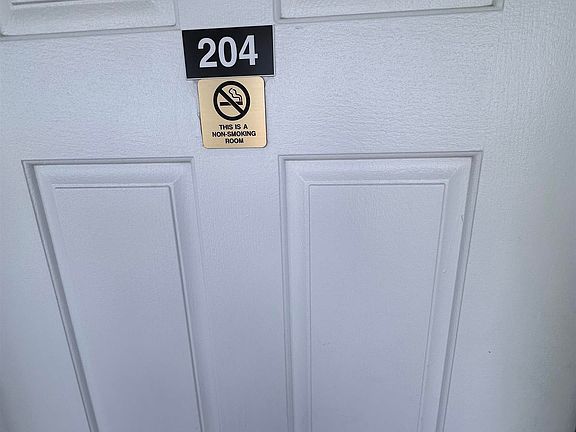 204
THIS IS A
NON-SMOKING
ROOM